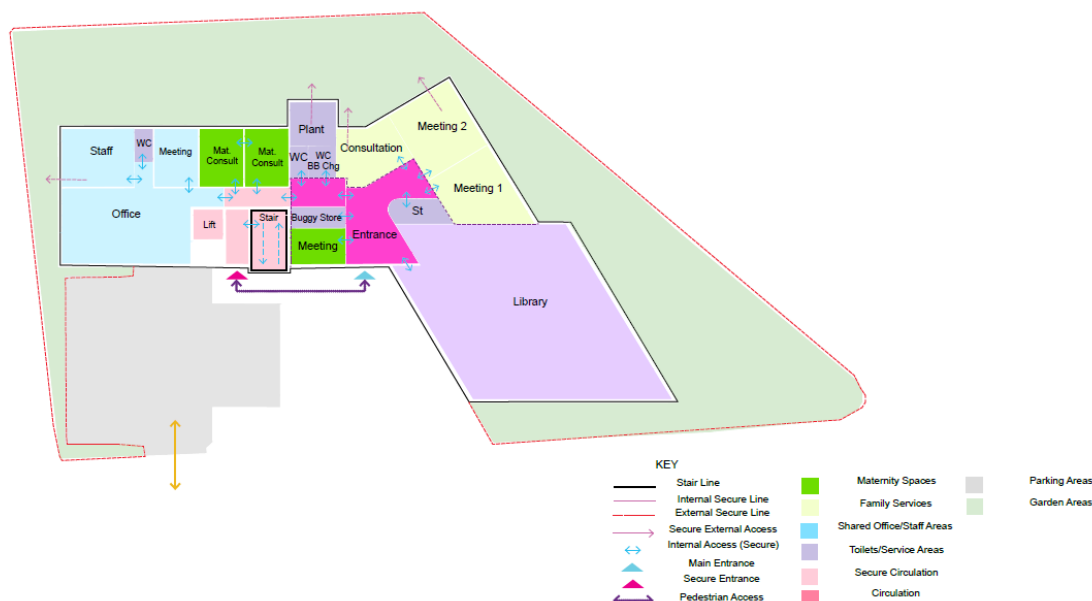 Meeting 2
Plant
Staff
WC
Meeting
Mat.
Consult
Mat.
Consult
WC
WC
BB Chg
Consultation
Meeting 1
Office
Lift
Stair
Buggy Store
St
Meeting
Entrance
Library
KEY
Stair Line
Internal Secure Line
External Secure Line
Secure External Access
Internal Access (Secure)
Main Entrance
Secure Entrance
Pedestrian Access
Maternity Spaces
Family Services
Shared Office/Staff Areas
Toilets/Service Areas
Secure Circulation
Circulation
Parking Areas
Garden Areas